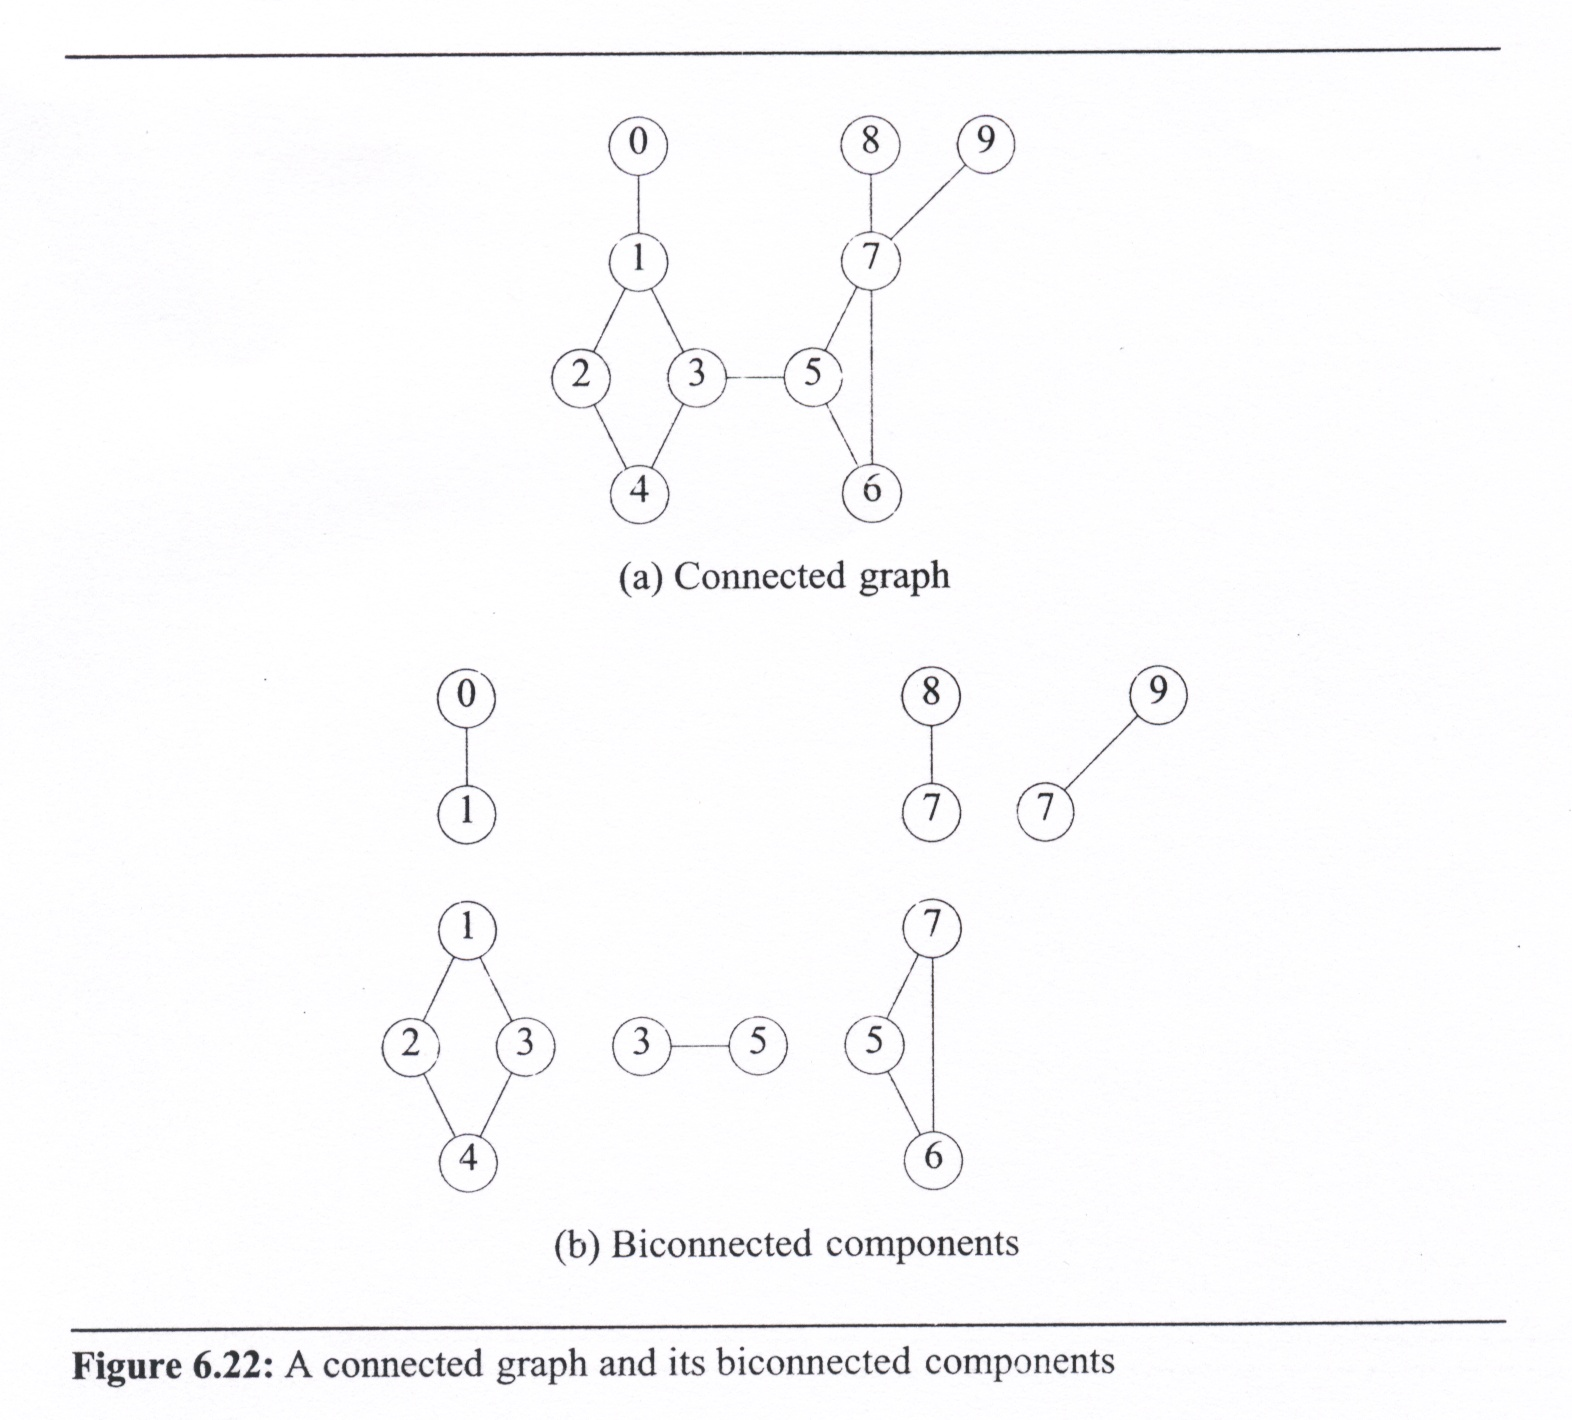 0 8 9
1 7
2 3 5
4 6
(a) Connected graph
0 8 9
1 7 7
1 7
2 3 3 5 5
4 6
(b) Biconnected components
Figure 6.22: A connected graph and its biconnected components